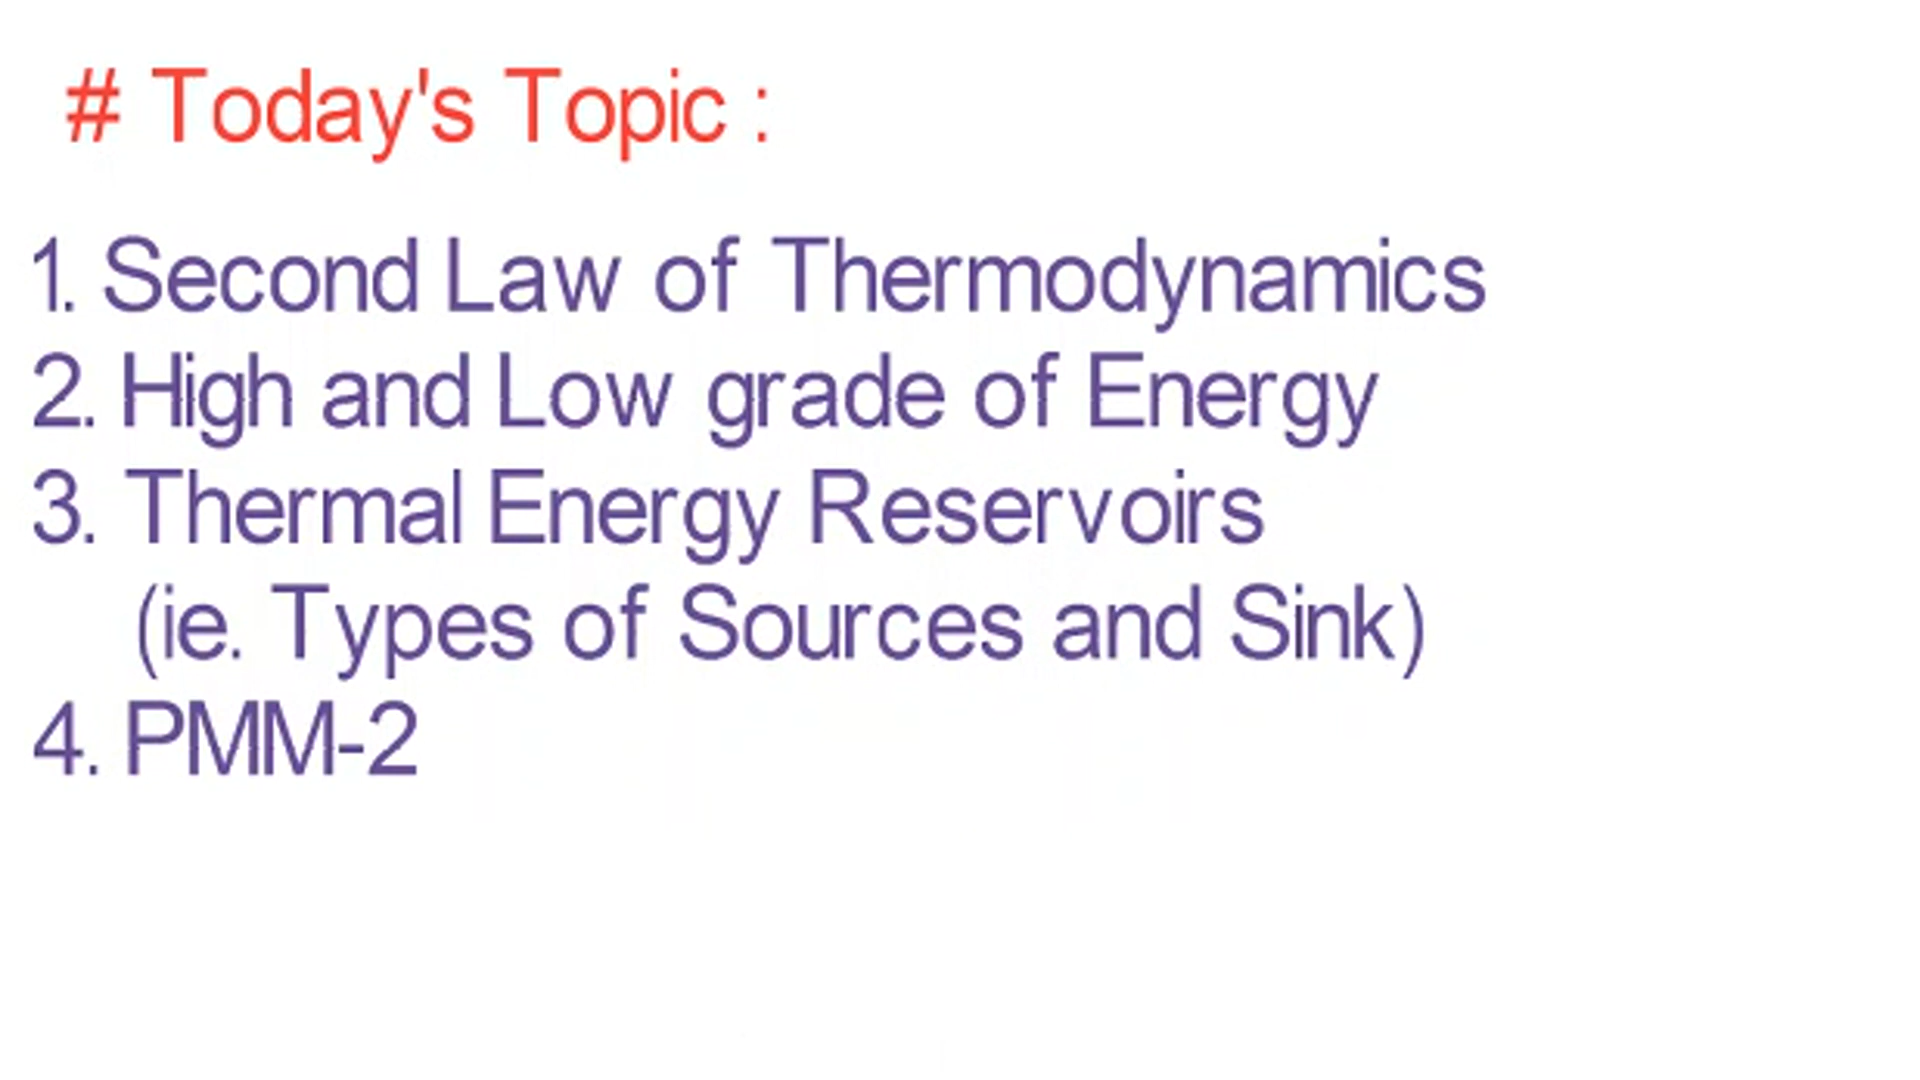 # Today's Topic :
1. Second Law of Thermodynamics
2. High and Low grade of Energy
3. Thermal Energy Reservoirs
(ie. Types of Sources and Sink)
4. PMM-2